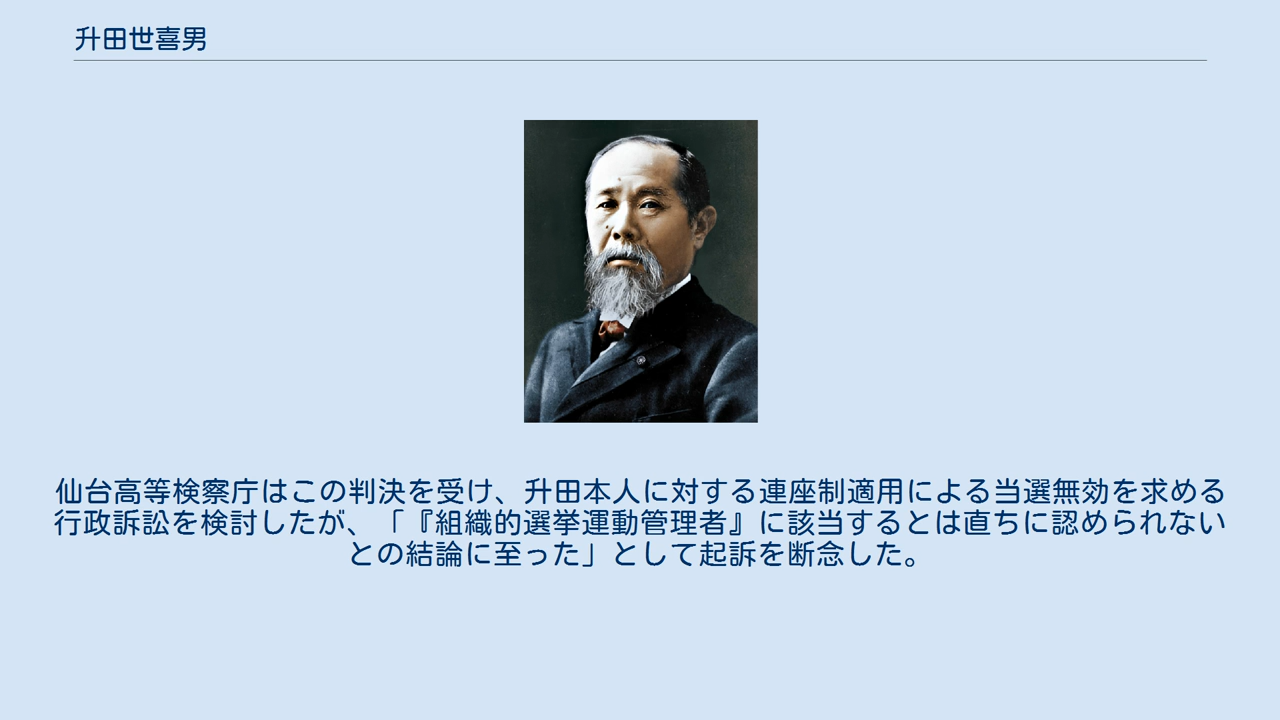 升田世喜男
仙台高等検察庁はこの判決を受け、升田本人に対する連座制適用による当選無効を求める
行政訴訟を検討したが、「『組織的選挙運動管理者』に該当するとは直ちに認められない
との結論に至った」として起訴を断念した。